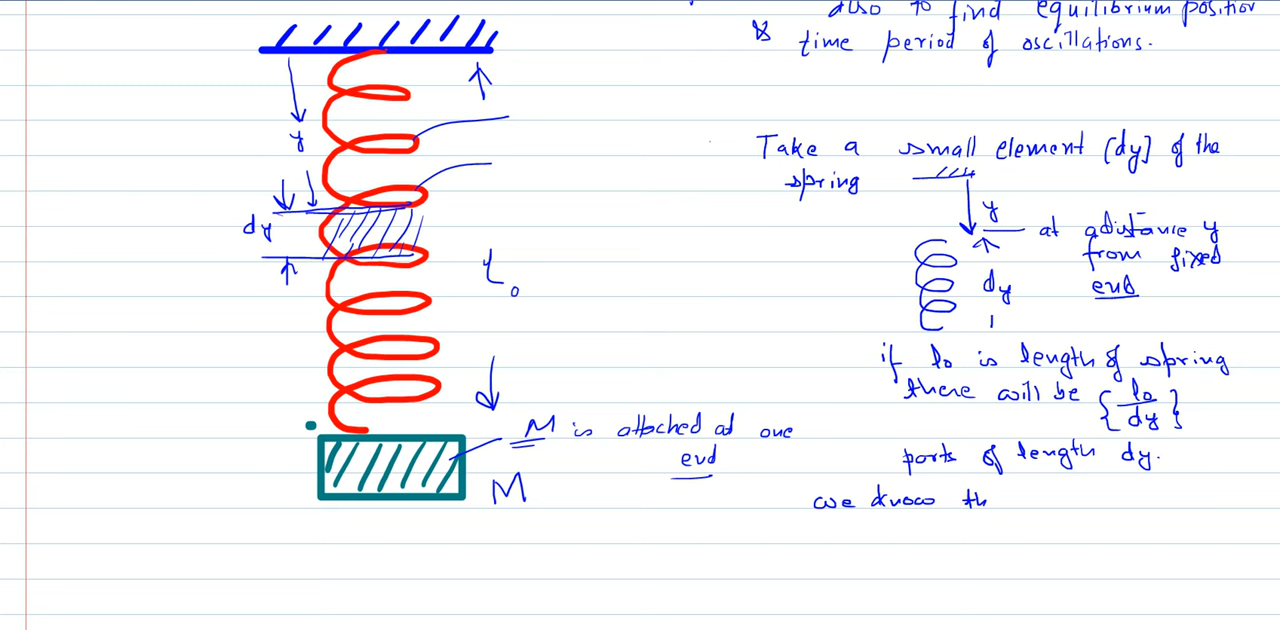 also to find equilibrium position
& time period of oscillations.
Take a small element (dy) of the
spring
y
at a distance y
from fixed
end
dy
if l₀ is length of spring
there will be { l₀/dy }
parts of length dy.
we know th
y
dy
l₀
M is attached at one
end
M